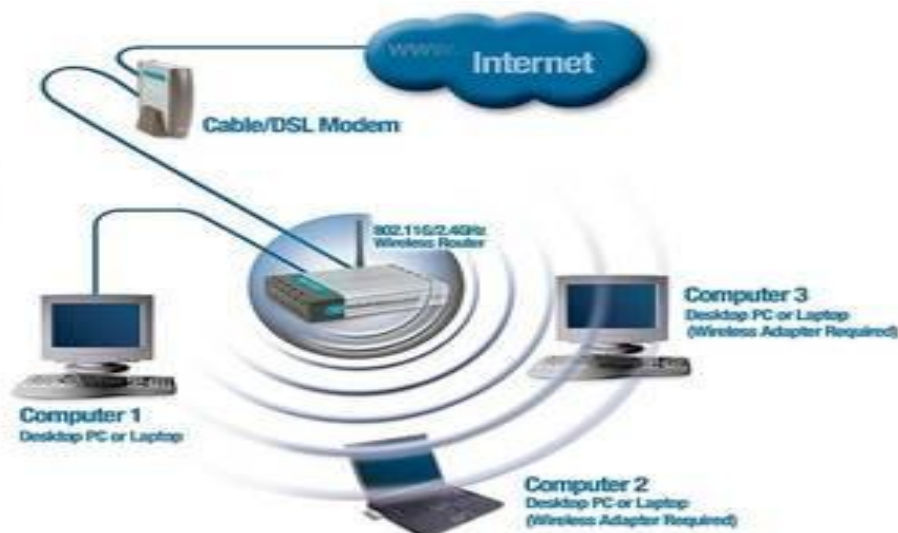 www.
Internet
Cable/DSL Modem
802.11G/2.4GHz
Wireless Router
Computer 3
Desktop PC or Laptop
(Wireless Adapter Required)
Computer 1
Desktop PC or Laptop
Computer 2
Desktop PC or Laptop
(Wireless Adapter Required)